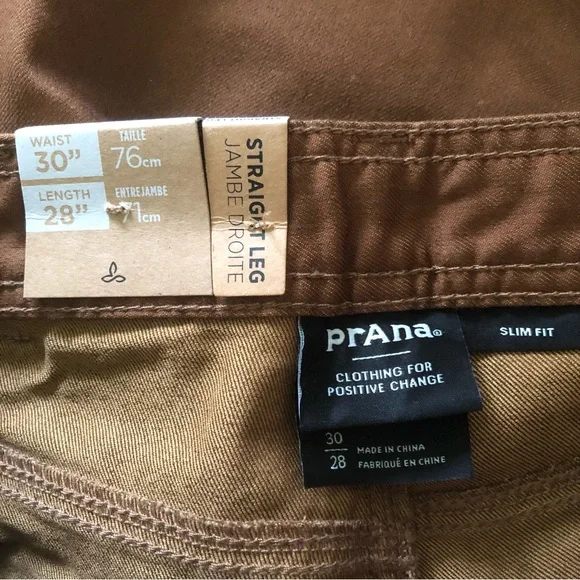 WAIST
30"
TAILLE
76cm
LENGTH
28"
ENTREJAMBE
71cm
STRAIGHT LEG
JAMBE DROITE
prAna®
CLOTHING FOR
POSITIVE CHANGE
SLIM FIT
30
28
MADE IN CHINA
FABRIQUÉ EN CHINE